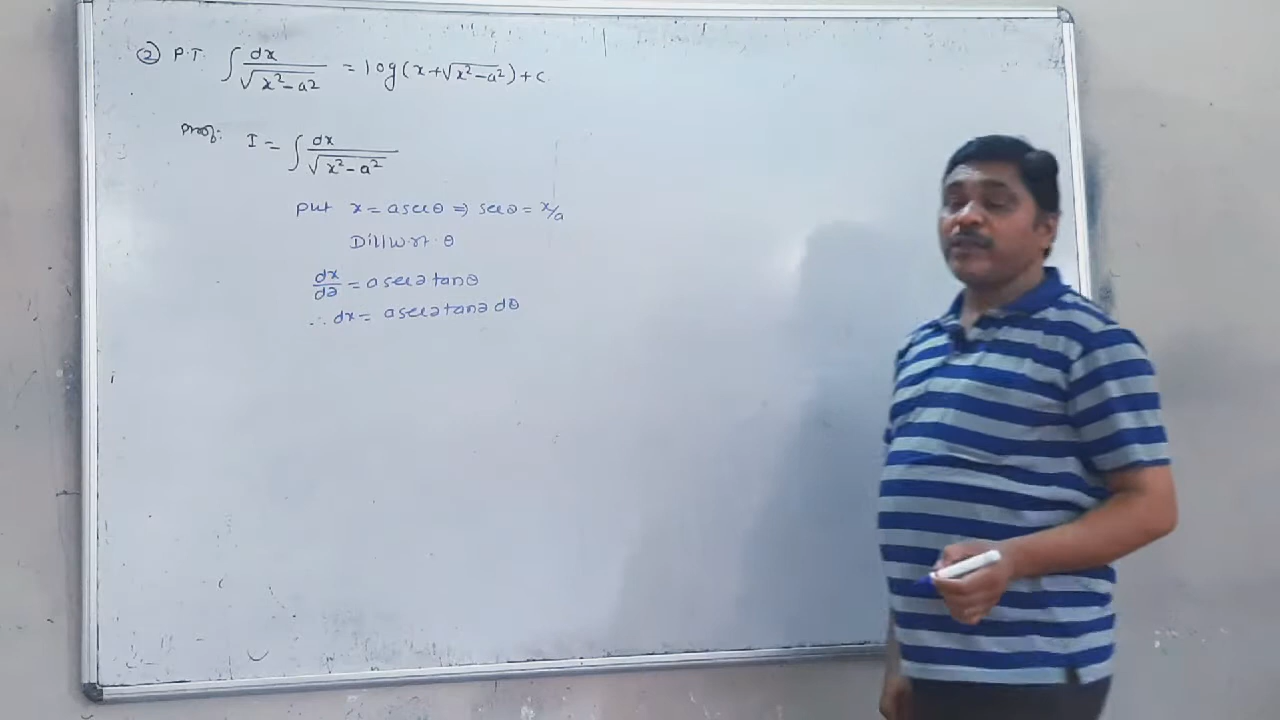 ② P.T. ∫ dx/√(x²-a²) = log(x+√(x²-a²))+c
Proof: I = ∫ dx/√(x²-a²)
put x = a secθ ⇒ secθ = x/a
Diff w.r.t. θ
dx/dθ = a secθ tanθ
∴ dx = a secθ tanθ dθ